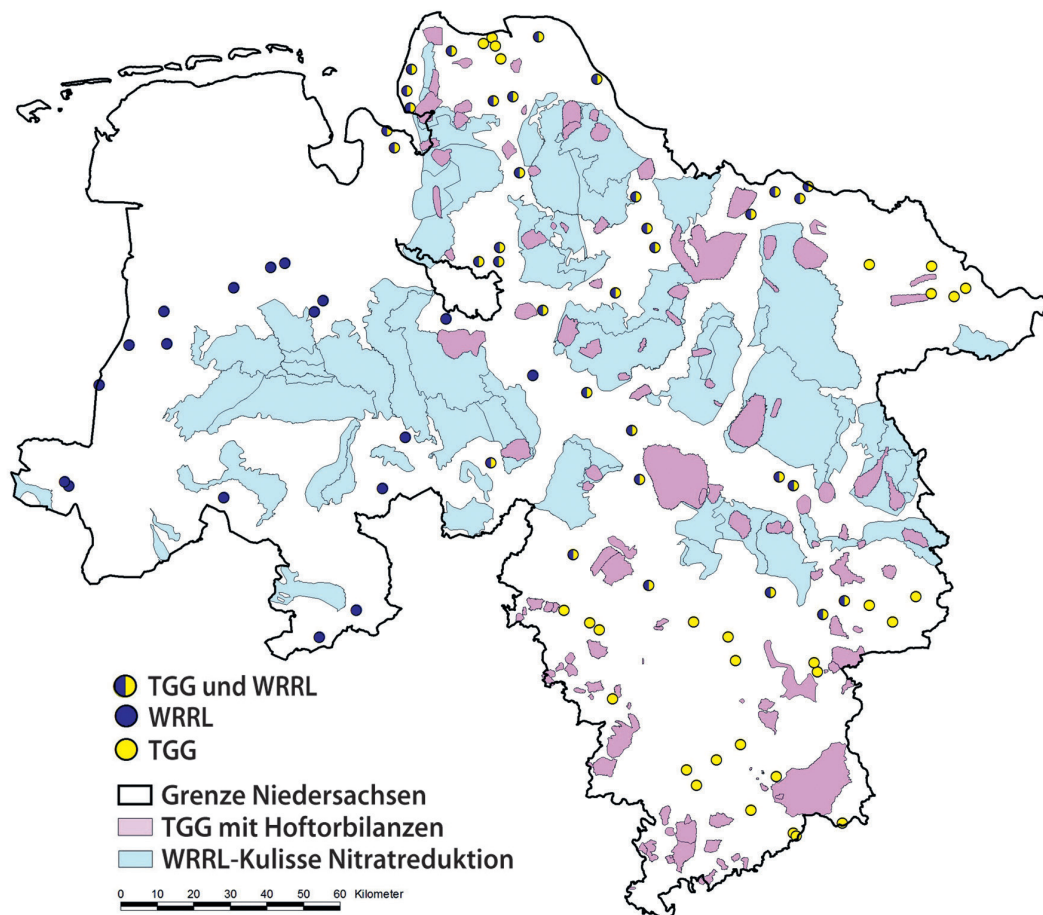 TGG und WRRL
WRRL
TGG
Grenze Niedersachsen
TGG mit Hoftorbilanzen
WRRL-Kulisse Nitratreduktion
0 10 20 30 40 50 60 Kilometer